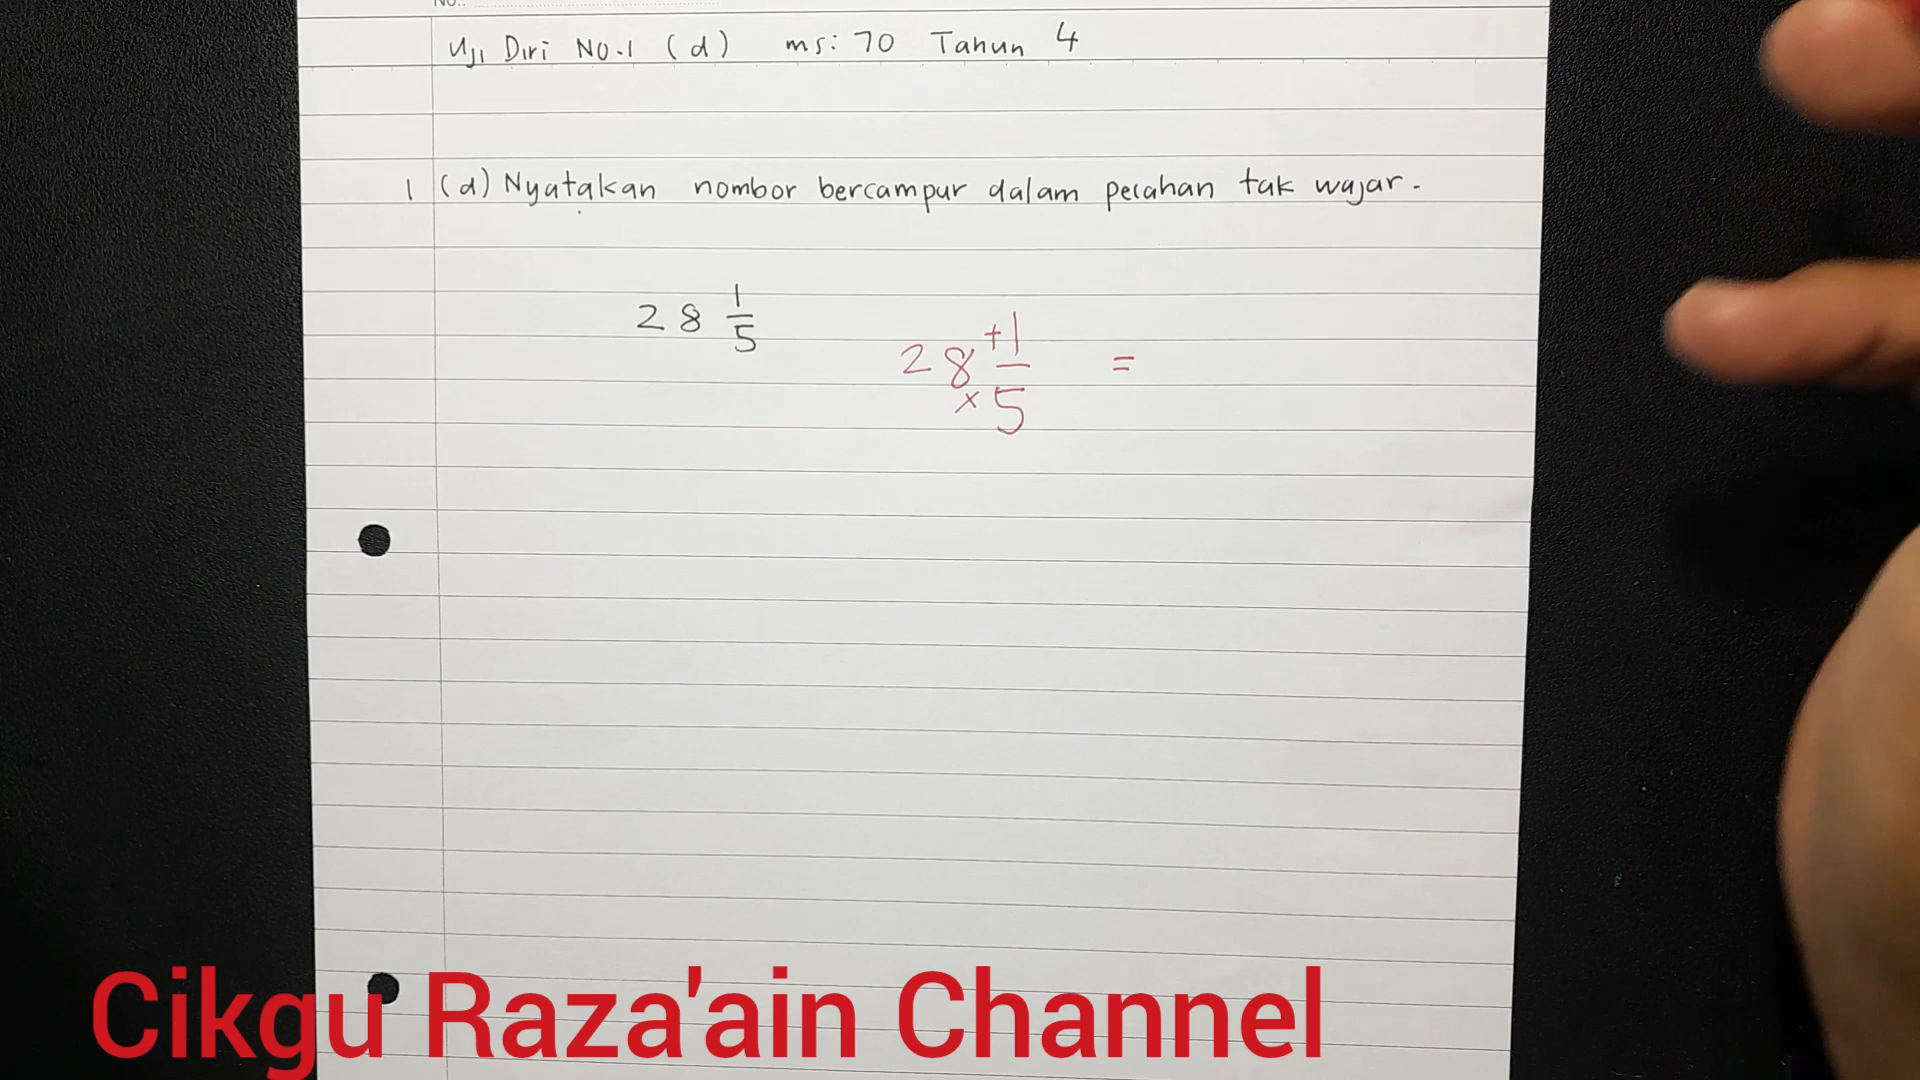 No.:
Uji Diri No.1 (d) ms: 70 Tahun 4
1 (d) Nyatakan nombor bercampur dalam pecahan tak wajar.
28 1/5
28 +1/×5 =
Cikgu Raza'ain Channel